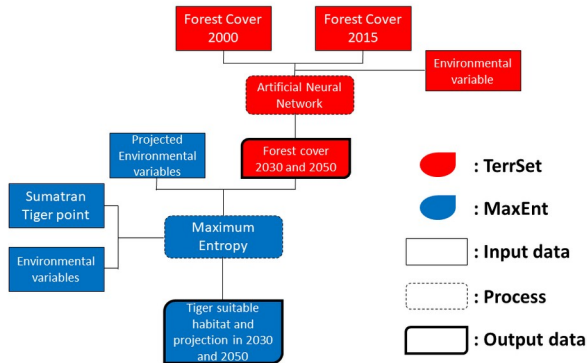 Forest Cover
2000
Forest Cover
2015
Environmental
variable
Artificial Neural
Network
Projected
Environmental
variables
Forest cover
2030 and 2050
Sumatran
Tiger point
Maximum
Entropy
Environmental
variables
Tiger suitable
habitat and
projection in 2030
and 2050
: TerrSet
: MaxEnt
: Input data
: Process
: Output data